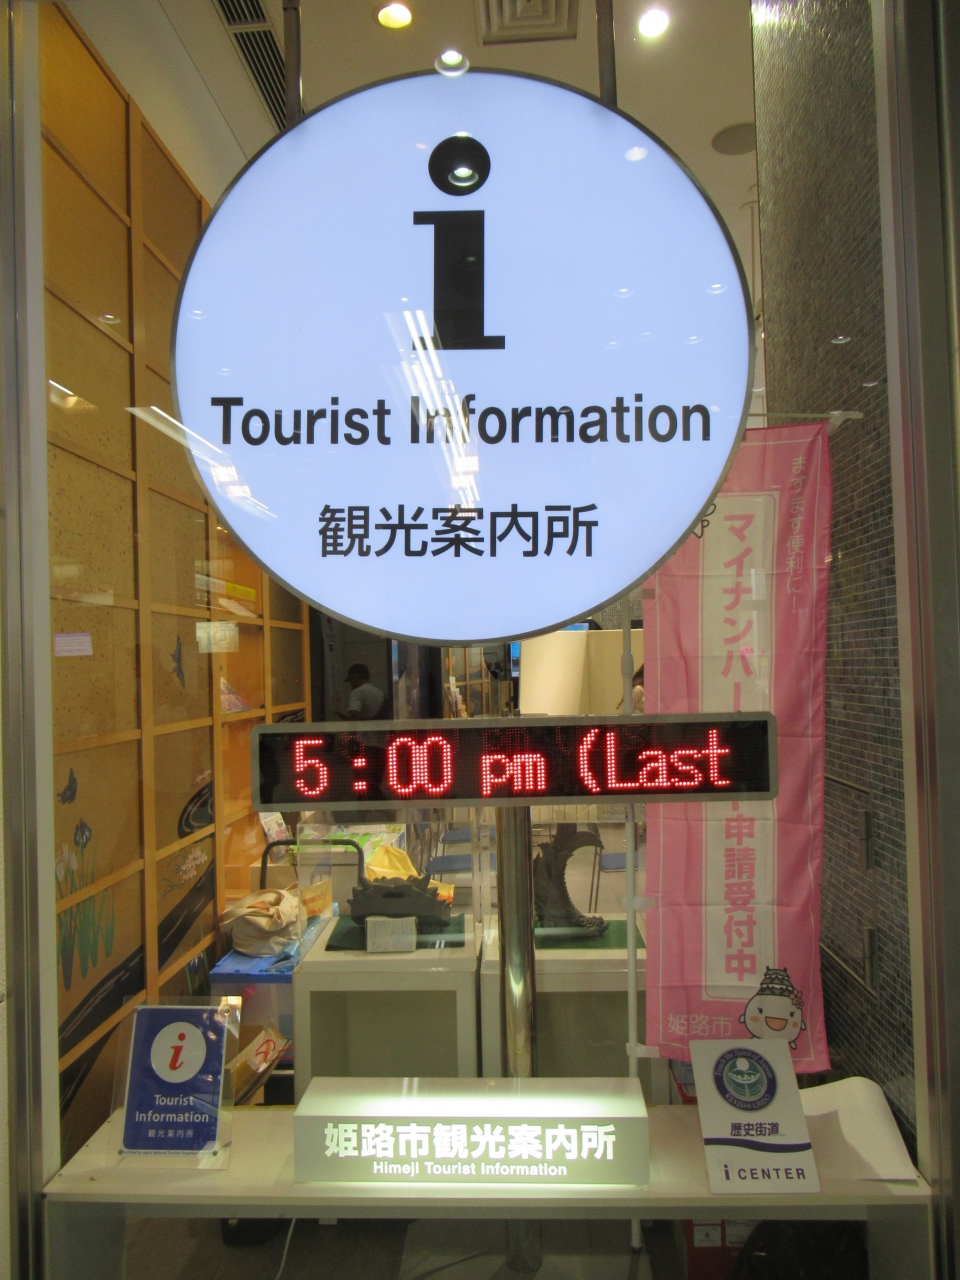 i
Tourist Information
観光案内所
ますます便利に!
マイナンバー
申請受付中
姫路市
5:00 pm (Last
i
Tourist
Information
観光案内所
姫路市観光案内所
Himeji Tourist Information
歴史街道
i CENTER